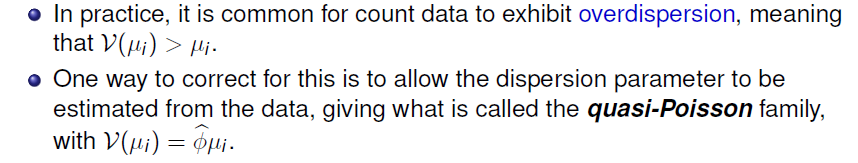 In practice, it is common for count data to exhibit overdispersion, meaning
that 𝒱(μᵢ) > μᵢ.
One way to correct for this is to allow the dispersion parameter to be
estimated from the data, giving what is called the quasi-Poisson family,
with 𝒱(μᵢ) = φ̂μᵢ.